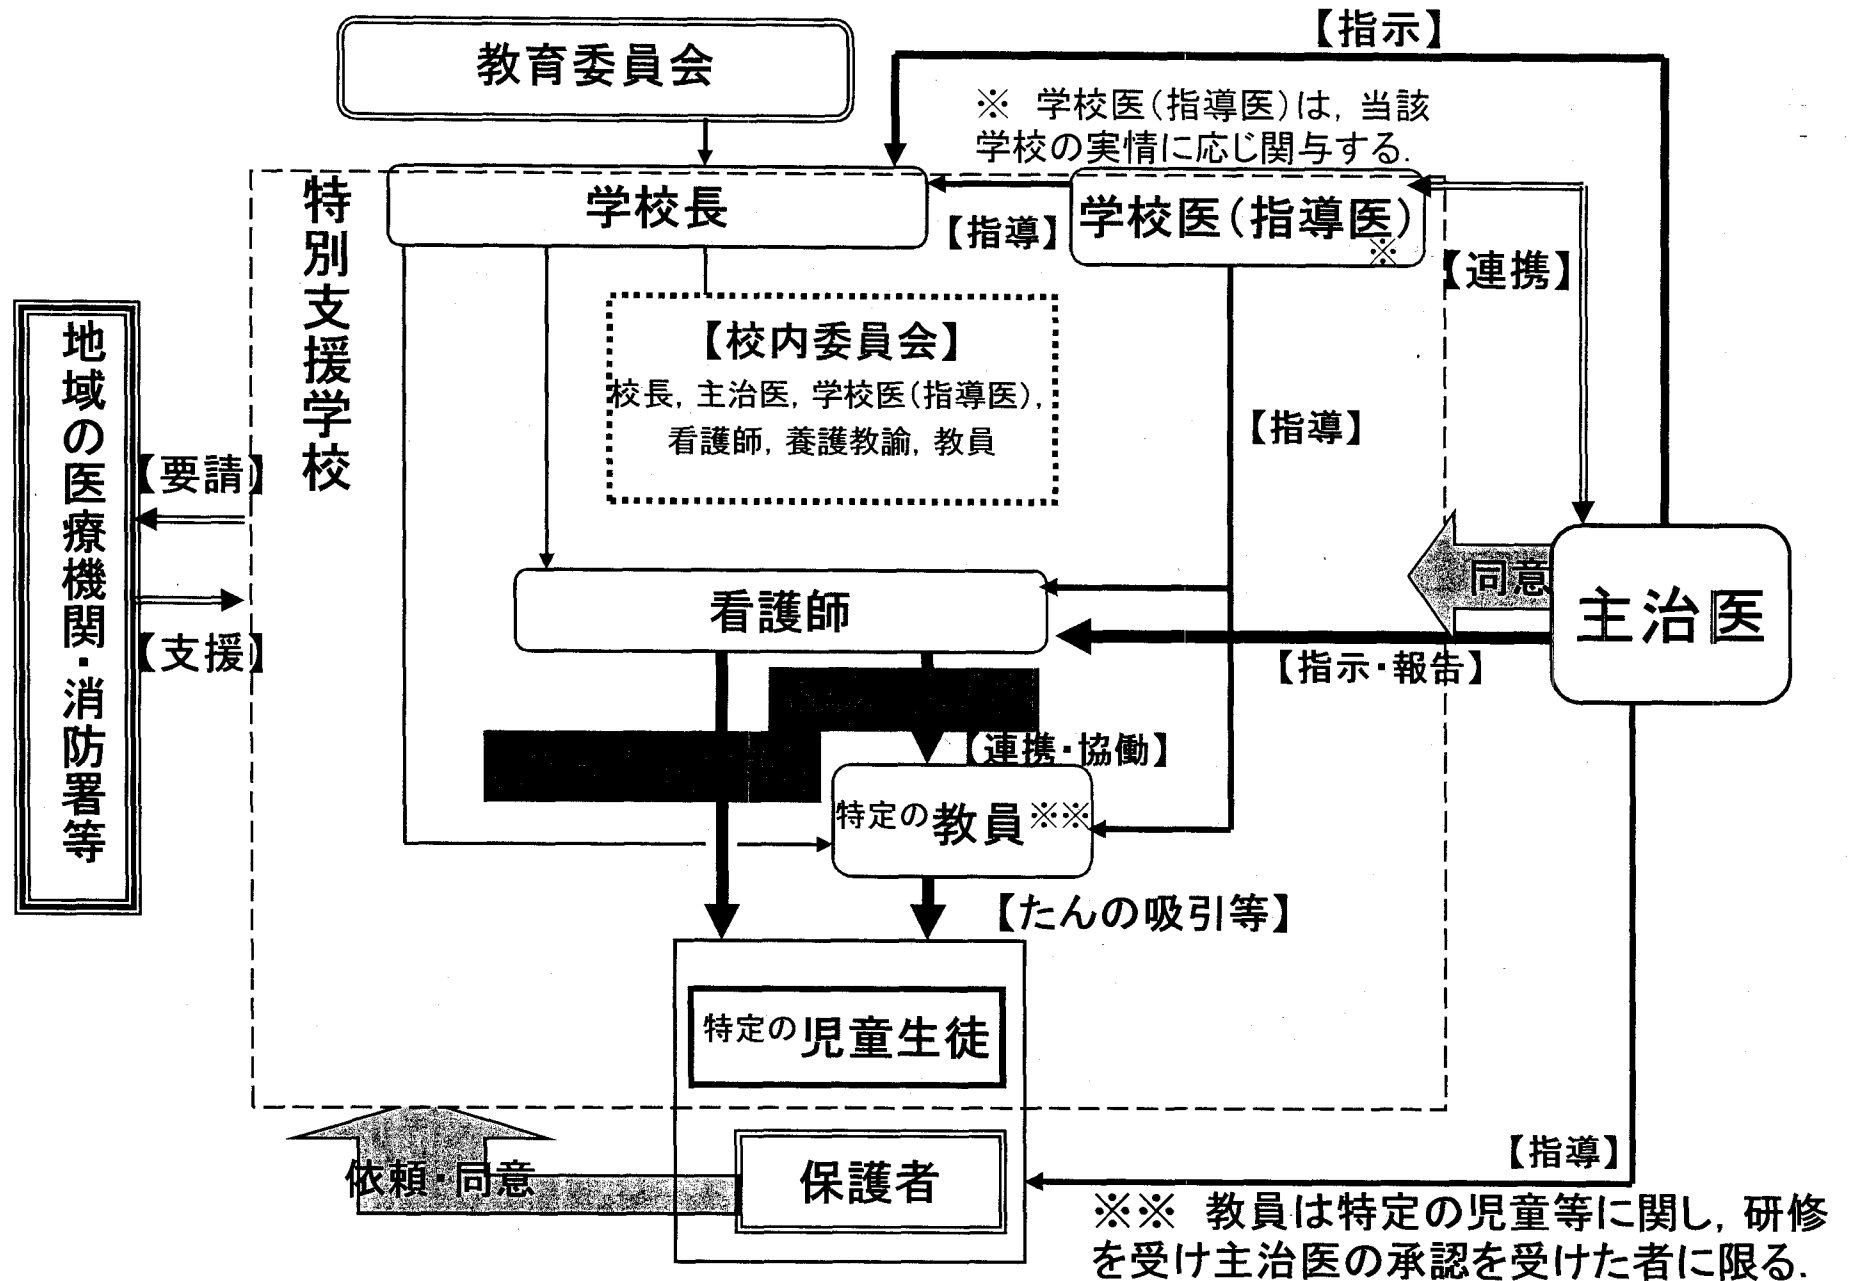 教育委員会
【指示】
※ 学校医(指導医)は, 当該
学校の実情に応じ関与する.
特別支援学校
学校長
【指導】
学校医(指導医)
※
【連携】
【校内委員会】
校長, 主治医, 学校医(指導医),
看護師, 養護教諭, 教員
【指導】
地域の医療機関・消防署等
【要請】
【支援】
同意
主治医
看護師
【指示・報告】
【連携・協働】
特定の教員※※
【たんの吸引等】
特定の児童生徒
依頼・同意
保護者
【指導】
※※ 教員は特定の児童等に関し, 研修
を受け主治医の承認を受けた者に限る.